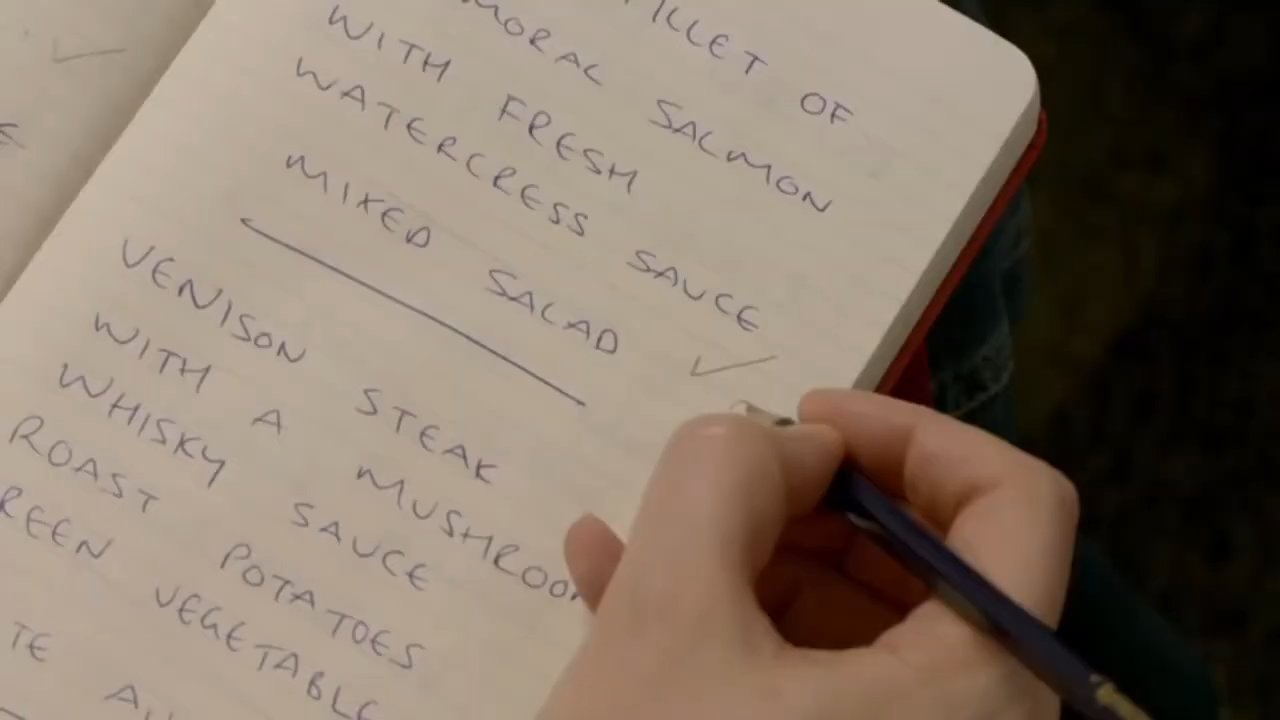 FILLET OF
MORAL SALMON
WITH FRESH
WATERCRESS SAUCE
MIXED SALAD
VENISON STEAK
WITH A MUSHROOM
WHISKY SAUCE
ROAST POTATOES
REEN VEGETABLE
TE